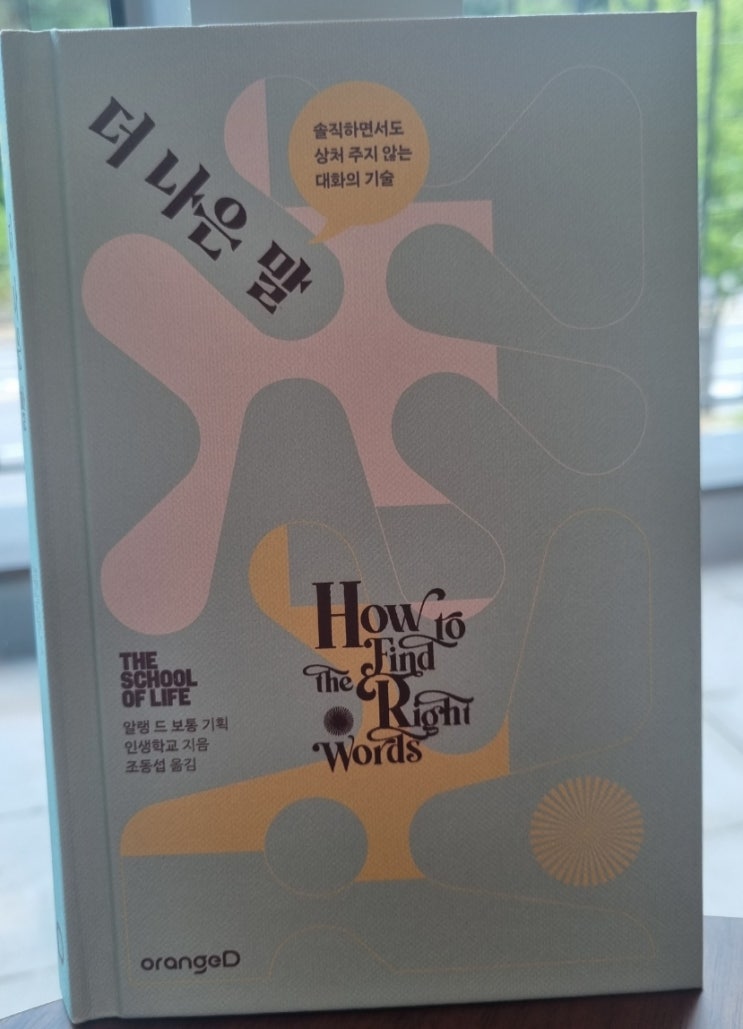 더 나은 말
솔직하면서도
상처 주지 않는
대화의 기술
How to
Find
the Right
Words
THE
SCHOOL
OF LIFE
알랭 드 보통 기획
인생학교 지음
조동섭 옮김
orangeD